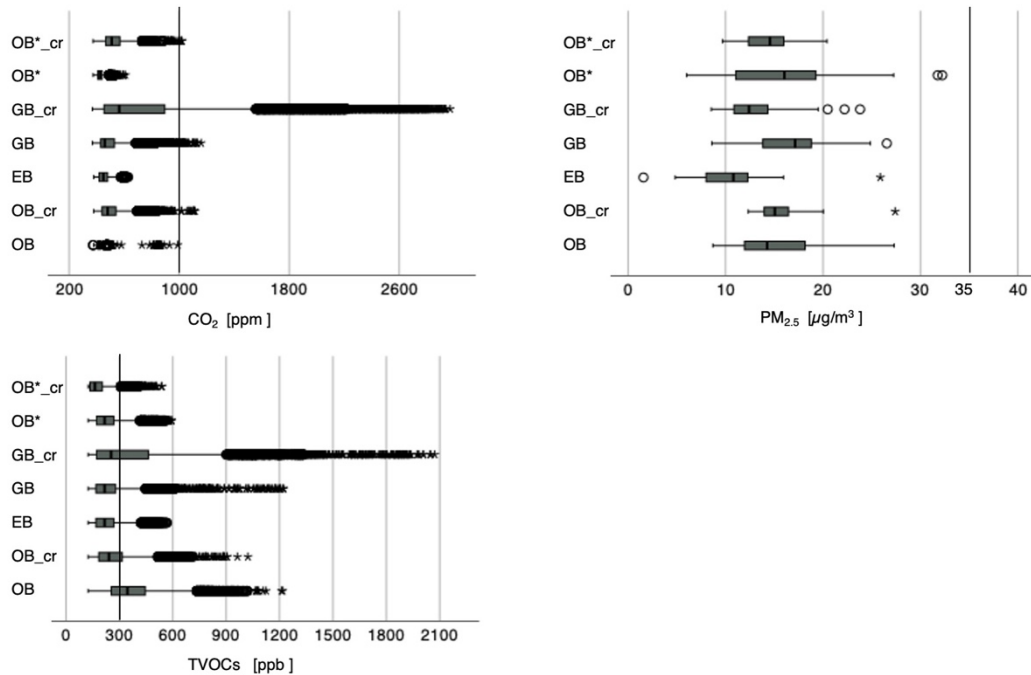 OB*_cr
OB*
GB_cr
GB
EB
OB_cr
OB
200 1000 1800 2600
CO₂ [ppm]
OB*_cr
OB*
GB_cr
GB
EB
OB_cr
OB
0 10 20 30 35 40
PM₂.₅ [µg/m³ ]
OB*_cr
OB*
GB_cr
GB
EB
OB_cr
OB
0 300 600 900 1200 1500 1800 2100
TVOCs [ppb]